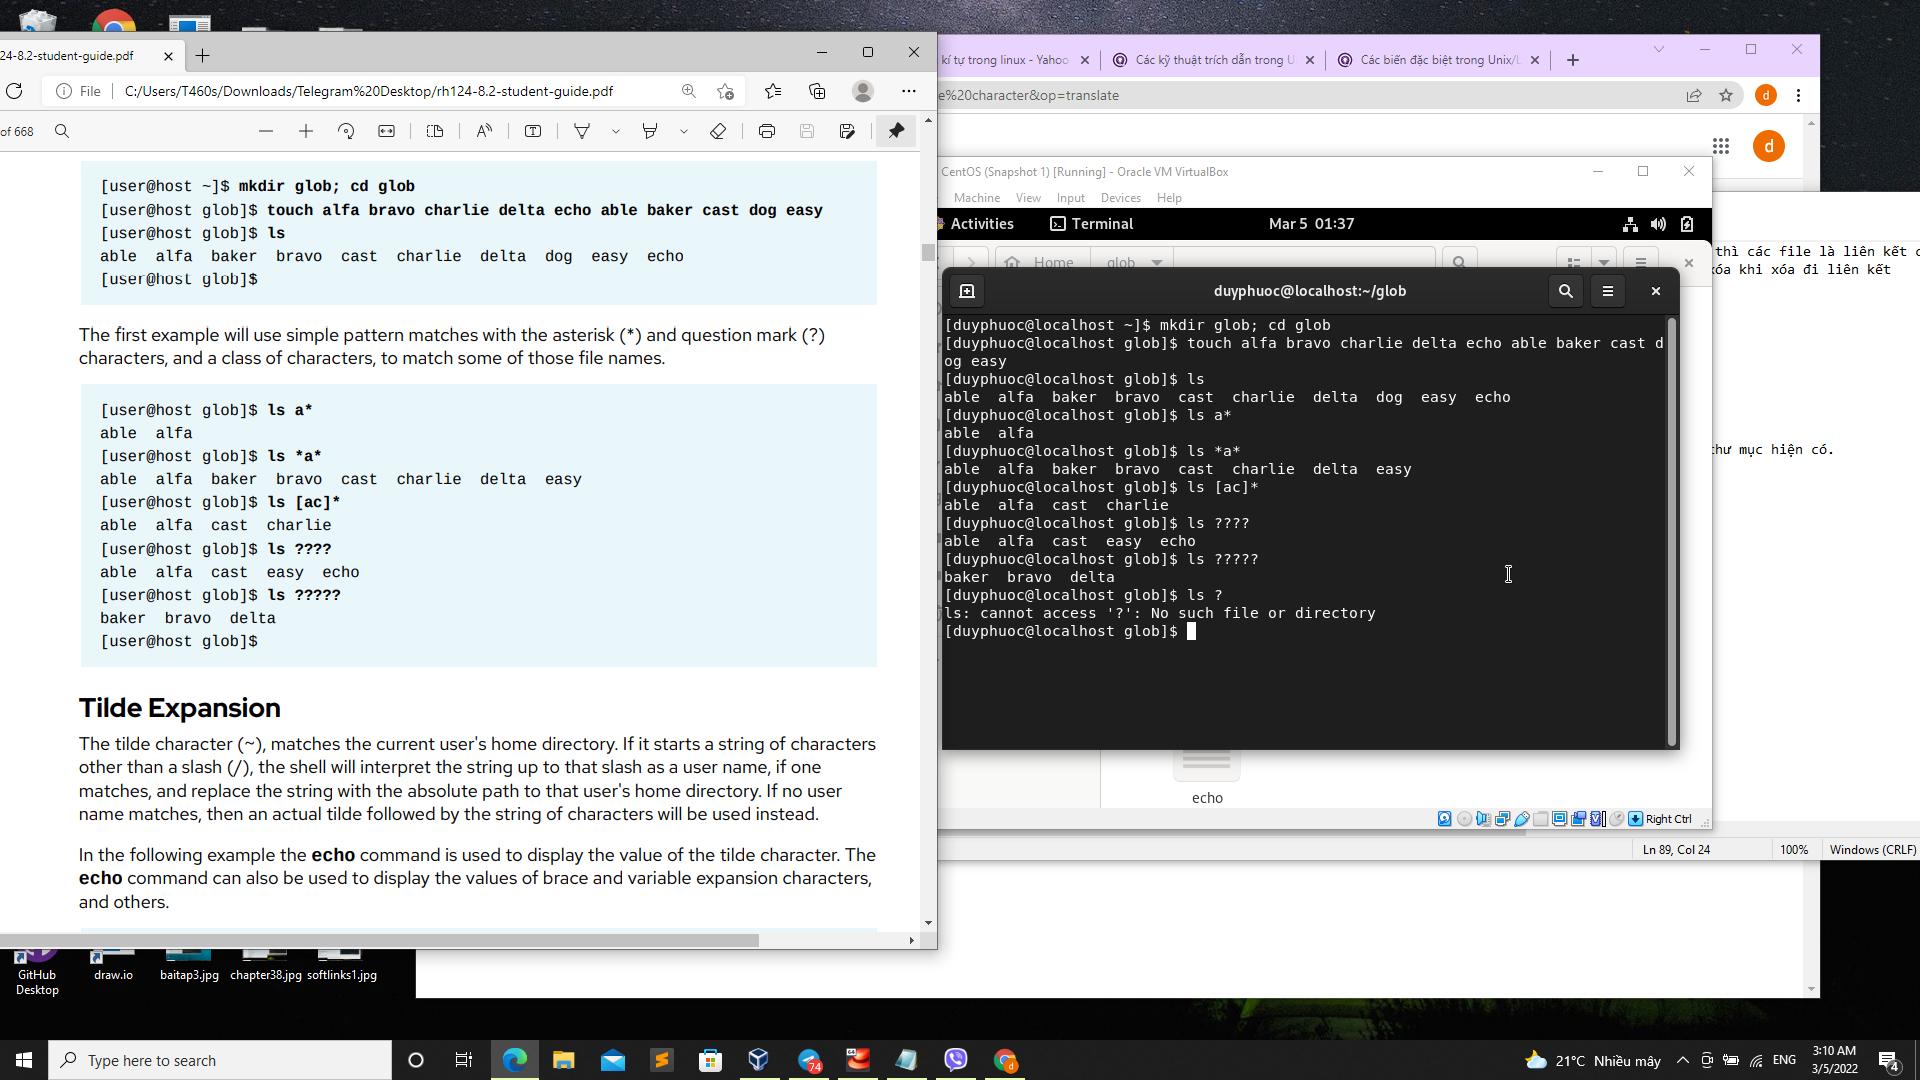 24-8.2-student-guide.pdf
File
C:/Users/T460s/Downloads/Telegram%20Desktop/rh124-8.2-student-guide.pdf
of 668
[user@host ~]$ mkdir glob; cd glob
[user@host glob]$ touch alfa bravo charlie delta echo able baker cast dog easy
[user@host glob]$ ls
able  alfa  baker  bravo  cast  charlie  delta  dog  easy  echo
[user@host glob]$
The first example will use simple pattern matches with the asterisk (*) and question mark (?)
characters, and a class of characters, to match some of those file names.
[user@host glob]$ ls a*
able  alfa
[user@host glob]$ ls *a*
able  alfa  baker  bravo  cast  charlie  delta  easy
[user@host glob]$ ls [ac]*
able  alfa  cast  charlie
[user@host glob]$ ls ????
able  alfa  cast  easy  echo
[user@host glob]$ ls ?????
baker  bravo  delta
[user@host glob]$
Tilde Expansion
The tilde character (~), matches the current user's home directory. If it starts a string of characters
other than a slash (/), the shell will interpret the string up to that slash as a user name, if one
matches, and replace the string with the absolute path to that user's home directory. If no user
name matches, then an actual tilde followed by the string of characters will be used instead.
In the following example the echo command is used to display the value of the tilde character. The
echo command can also be used to display the values of brace and variable expansion characters,
and others.
kí tự trong linux - Yahoo
Các kỹ thuật trích dẫn trong U
Các biến đặc biệt trong Unix/L
e%20character&op=translate
d
d
CentOS (Snapshot 1) [Running] - Oracle VM VirtualBox
Machine View Input Devices Help
Activities Terminal Mar 5 01:37
Home glob
duyphuoc@localhost:~/glob
[duyphuoc@localhost ~]$ mkdir glob; cd glob
[duyphuoc@localhost glob]$ touch alfa bravo charlie delta echo able baker cast d
og easy
[duyphuoc@localhost glob]$ ls
able  alfa  baker  bravo  cast  charlie  delta  dog  easy  echo
[duyphuoc@localhost glob]$ ls a*
able  alfa
[duyphuoc@localhost glob]$ ls *a*
able  alfa  baker  bravo  cast  charlie  delta  easy
[duyphuoc@localhost glob]$ ls [ac]*
able  alfa  cast  charlie
[duyphuoc@localhost glob]$ ls ????
able  alfa  cast  easy  echo
[duyphuoc@localhost glob]$ ls ?????
baker  bravo  delta
[duyphuoc@localhost glob]$ ls ?
ls: cannot access '?': No such file or directory
[duyphuoc@localhost glob]$
echo
Right Ctrl
thì các file là liên kết
xóa khi xóa đi liên kết
thư mục hiện có.
Ln 89, Col 24 100% Windows (CRLF)
GitHub
Desktop
draw.io
baitap3.jpg
chapter38.jpg
softlinks1.jpg
Type here to search
74
21°C Nhiều mây
ENG
3:10 AM
3/5/2022
4